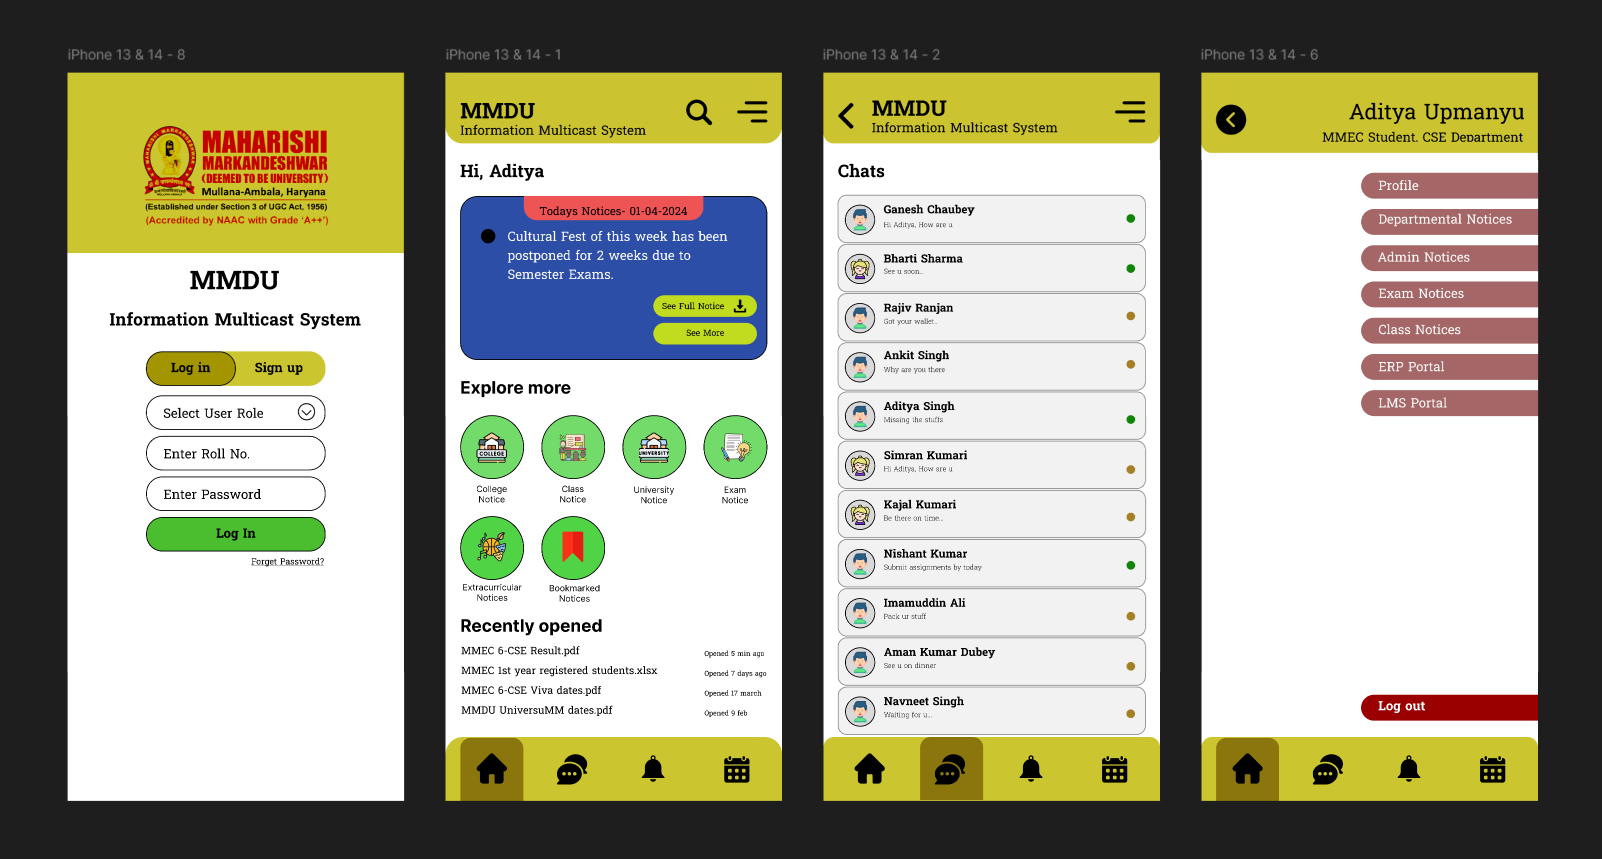 iPhone 13 & 14 - 8
MAHARISHI
MARKANDESHWAR
(DEEMED TO BE UNIVERSITY)
Mullana-Ambala, Haryana
(Established under Section 3 of UGC Act, 1956)
(Accredited by NAAC with Grade 'A++')
MMDU
Information Multicast System
Log in
Sign up
Select User Role
Enter Roll No.
Enter Password
Log In
Forget Password?
iPhone 13 & 14 - 1
MMDU
Information Multicast System
Hi, Aditya
Todays Notices- 01-04-2024
Cultural Fest of this week has been
postponed for 2 weeks due to
Semester Exams.
See Full Notice
See More
Explore more
COLLEGE
UNIVERSITY
College
Notice
Class
Notice
University
Notice
Exam
Notice
Extracurricular
Notices
Bookmarked
Notices
Recently opened
MMEC 6-CSE Result.pdf
Opened 5 min ago
MMEC 1st year registered students.xlsx
Opened 7 days ago
MMEC 6-CSE Viva dates.pdf
Opened 17 march
MMDU UniversuMM dates.pdf
Opened 9 feb
iPhone 13 & 14 - 2
MMDU
Information Multicast System
Chats
Ganesh Chaubey
Hi Aditya, How are u
Bharti Sharma
See u soon..
Rajiv Ranjan
Got your wallet..
Ankit Singh
Why are you there
Aditya Singh
Missing the stuffs
Simran Kumari
Hi Aditya, How are u
Kajal Kumari
Be there on time..
Nishant Kumar
Submit assignments by today
Imamuddin Ali
Pack ur stuff
Aman Kumar Dubey
See u on dinner
Navneet Singh
Waiting for u..
iPhone 13 & 14 - 6
Aditya Upmanyu
MMEC Student. CSE Department
Profile
Departmental Notices
Admin Notices
Exam Notices
Class Notices
ERP Portal
LMS Portal
Log out